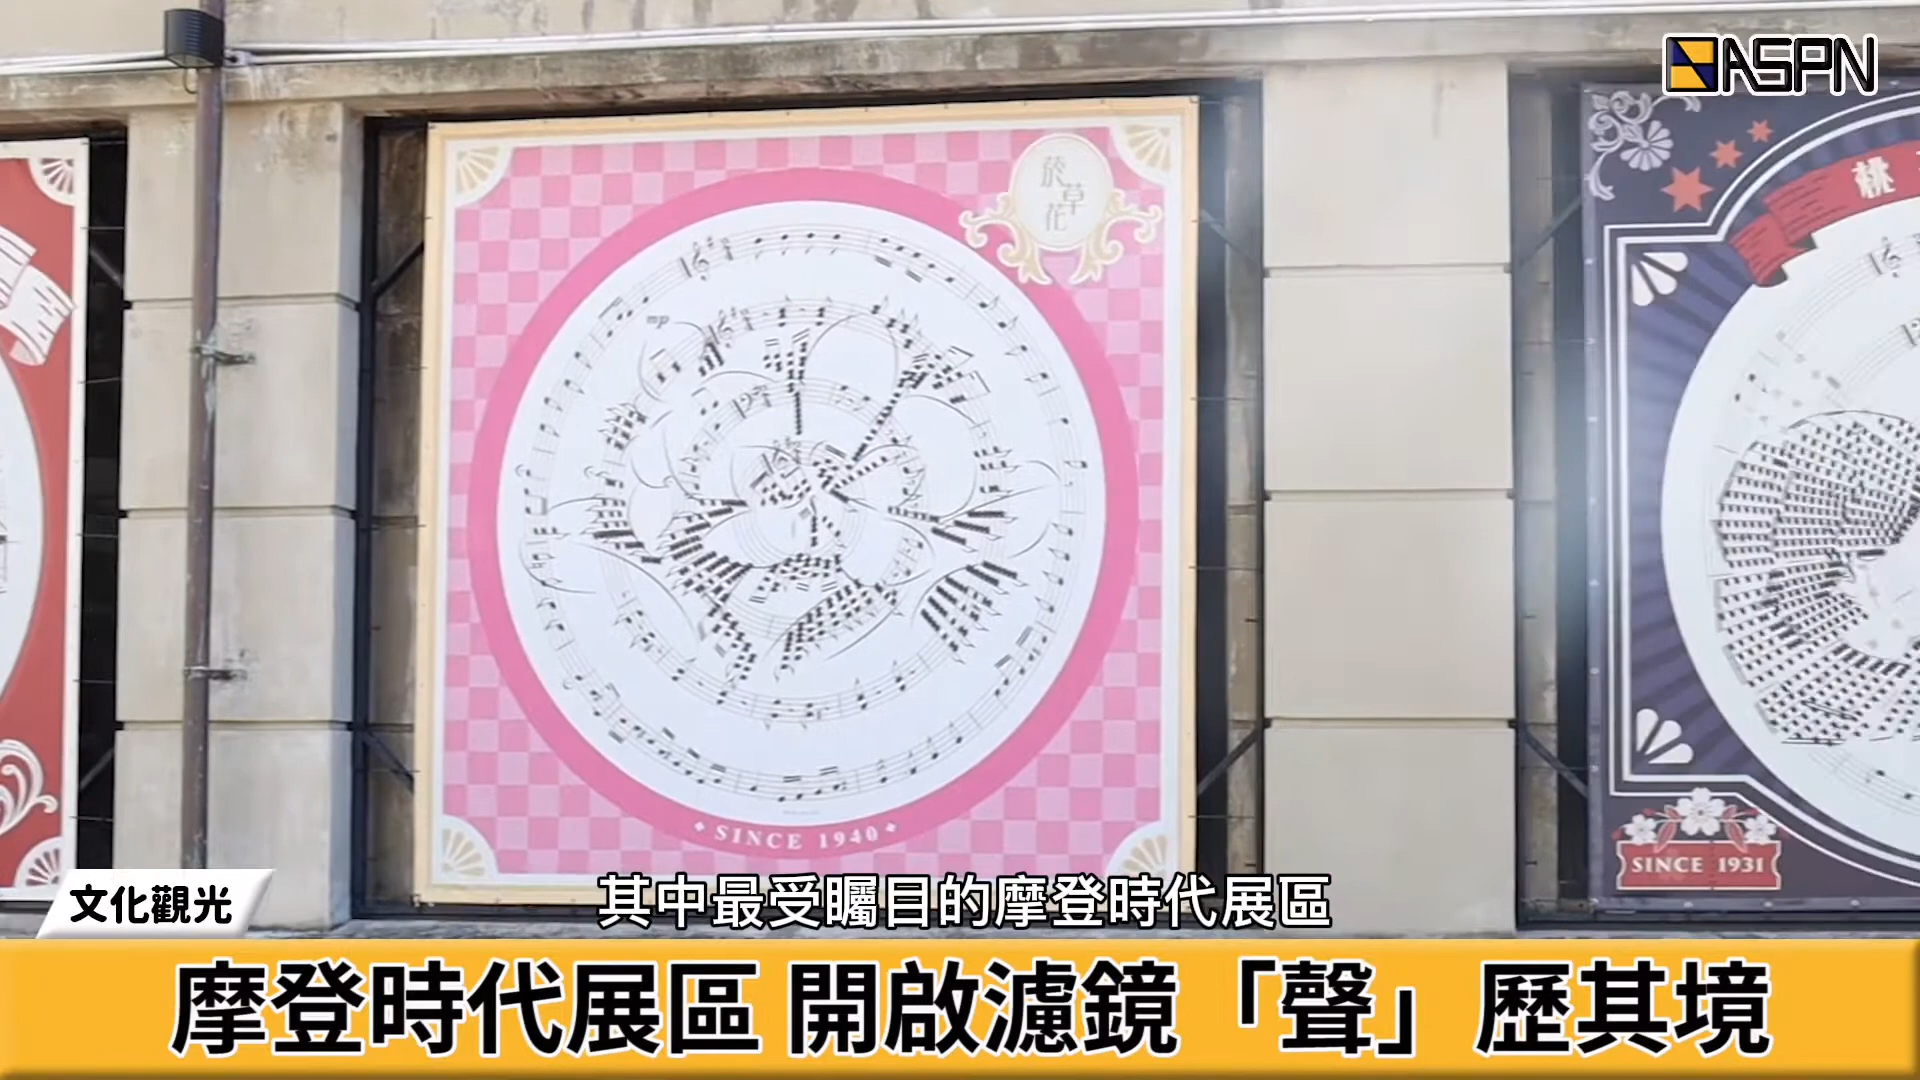 ASPN
菸草花
桃
mp
SINCE 1940
SINCE 1931
其中最受矚目的摩登時代展區
文化觀光
摩登時代展區 開啟濾鏡「聲」歷其境